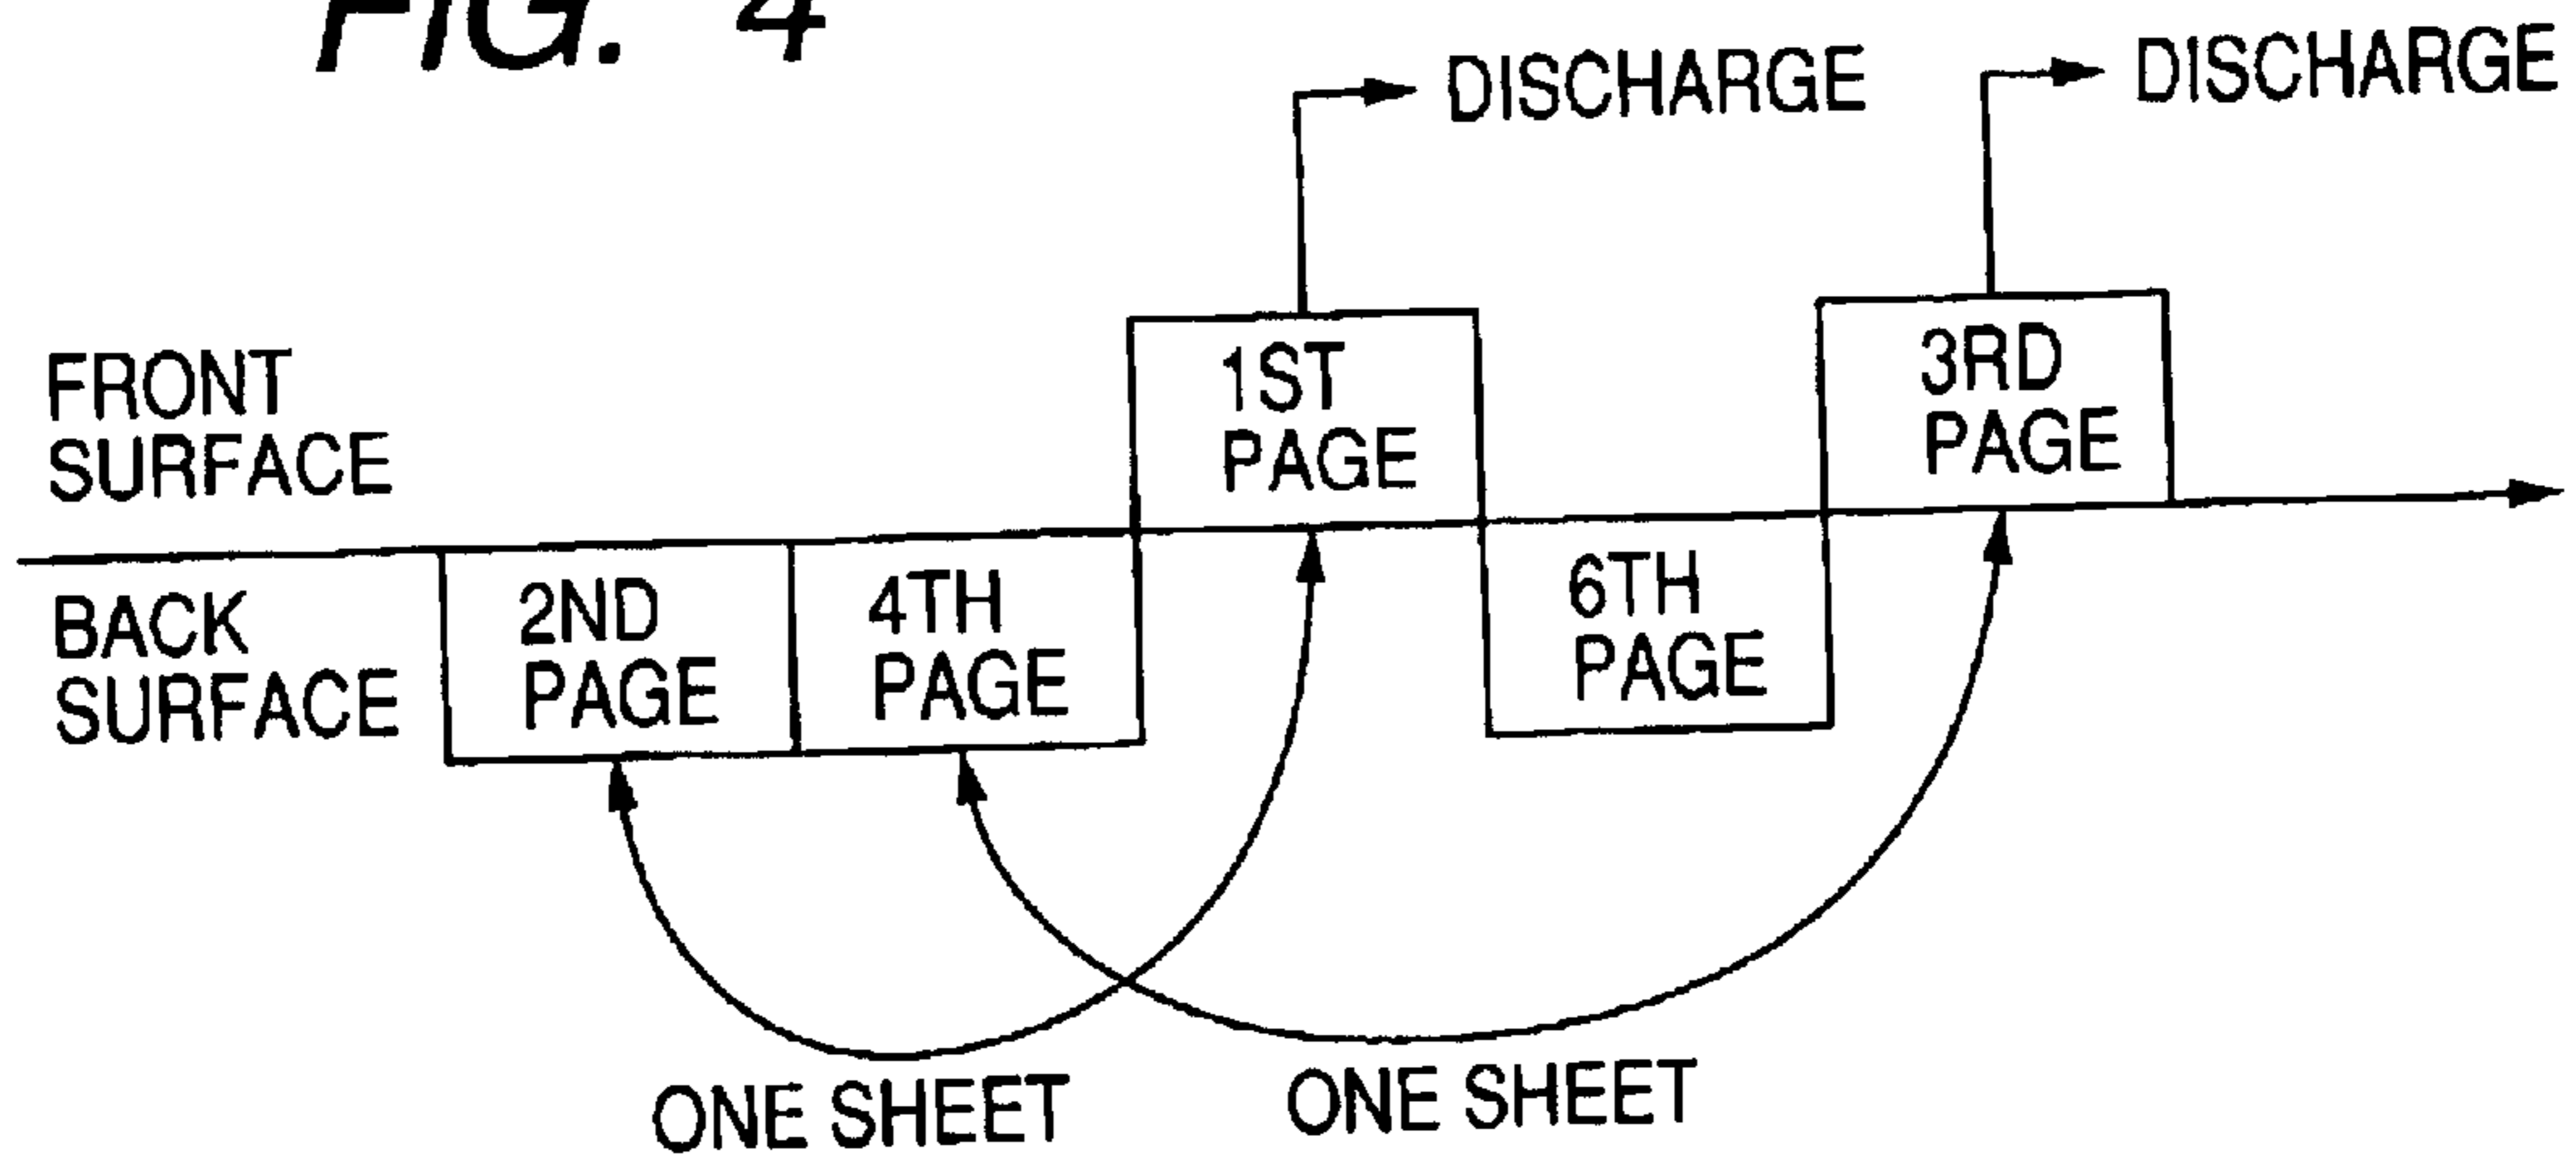 FIG. 4
DISCHARGE
DISCHARGE
FRONT
SURFACE
1ST
PAGE
3RD
PAGE
BACK
SURFACE
2ND
PAGE
4TH
PAGE
6TH
PAGE
ONE SHEET
ONE SHEET